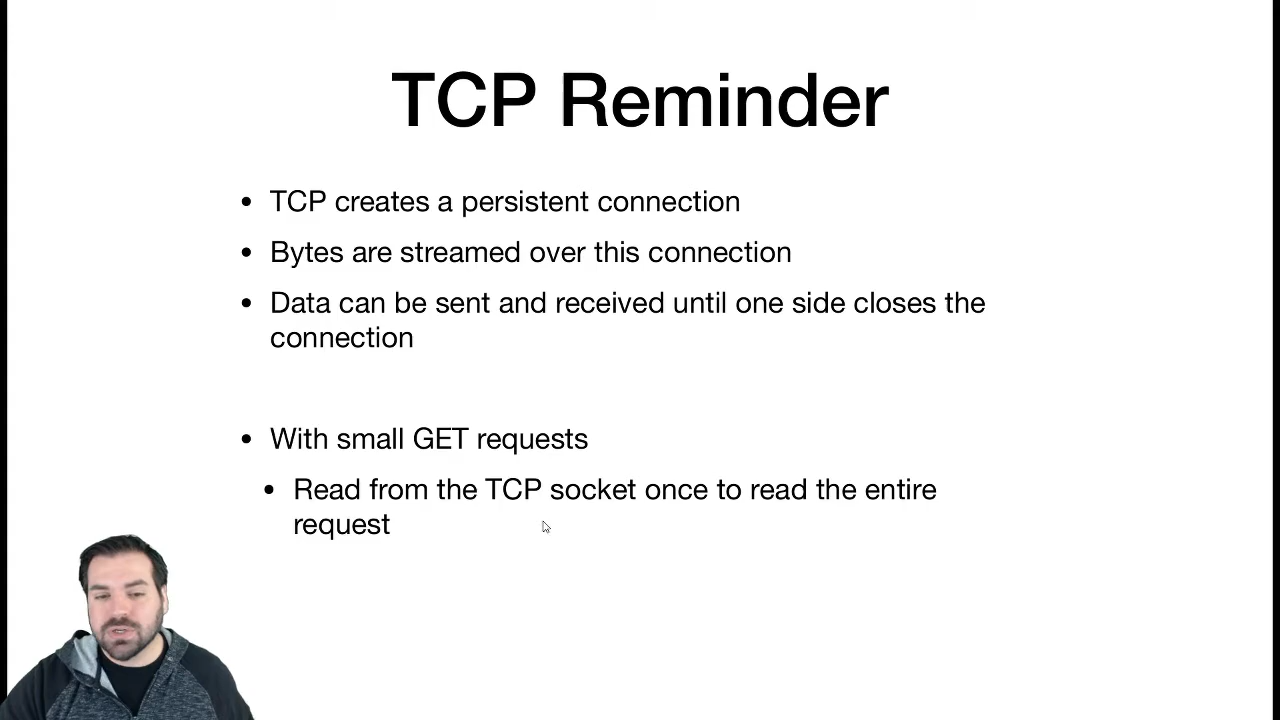 TCP Reminder
• TCP creates a persistent connection
• Bytes are streamed over this connection
• Data can be sent and received until one side closes the
connection
• With small GET requests
• Read from the TCP socket once to read the entire
request